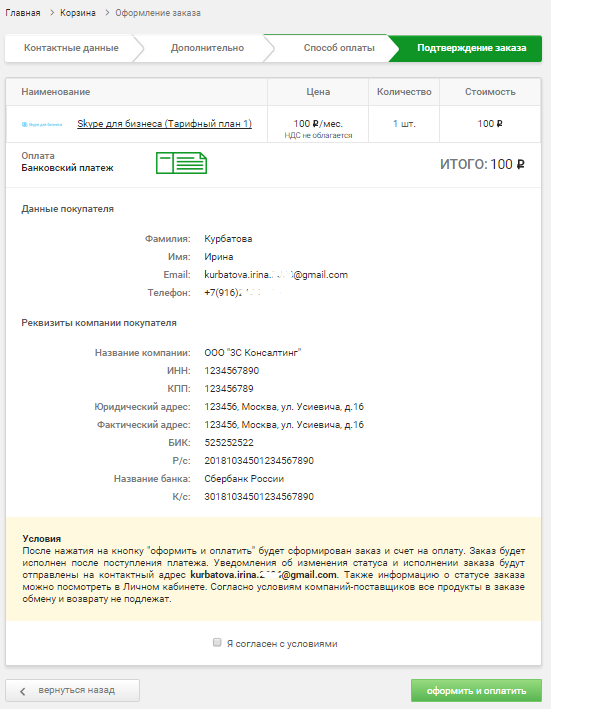 Главная > Корзина > Оформление заказа
Контактные данные Дополнительно Способ оплаты Подтверждение заказа
Наименование Цена Количество Стоимость
Skype для бизнеса Skype для бизнеса (Тарифный план 1) 100 ₽/мес. 1 шт. 100 ₽
НДС не облагается
Оплата
Банковский платеж
ИТОГО: 100 ₽
Данные покупателя
Фамилия: Курбатова
Имя: Ирина
Email: kurbatova.irina. @gmail.com
Телефон: +7(916)
Реквизиты компании покупателя
Название компании: ООО "ЗС Консалтинг"
ИНН: 1234567890
КПП: 123456789
Юридический адрес: 123456, Москва, ул. Усиевича, д.16
Фактический адрес: 123456, Москва, ул. Усиевича, д.16
БИК: 525252522
Р/с: 20181034501234567890
Название банка: Сбербанк России
К/с: 30181034501234567890
Условия
После нажатия на кнопку "оформить и оплатить" будет сформирован заказ и счет на оплату. Заказ будет
исполнен после поступления платежа. Уведомления об изменения статуса и исполнении заказа будут
отправлены на контактный адрес kurbatova.irina. @gmail.com. Также информацию о статусе заказа
можно посмотреть в Личном кабинете. Согласно условиям компаний-поставщиков все продукты в заказе
обмену и возврату не подлежат.
Я согласен с условиями
вернуться назад
оформить и оплатить